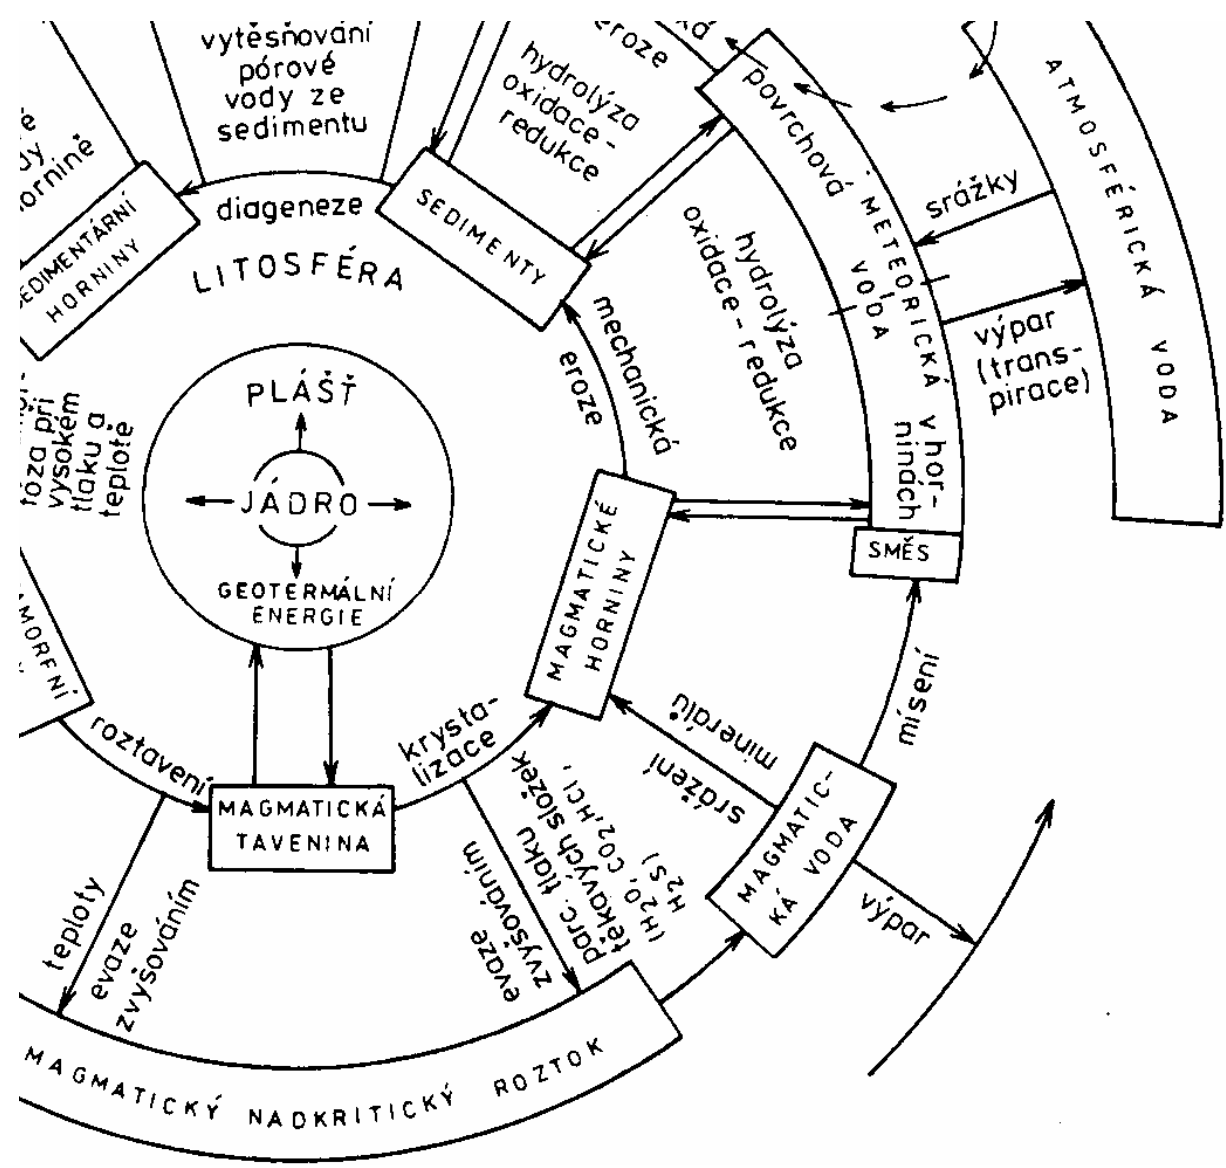 vytěsňování
pórové
vody ze
sedimentu
eroze
hydrolýza
oxidace -
redukce
povrchová
METEORICKÁ
VODA
v hor-
ninách
ATMOSFÉRICKÁ VODA
srážky
výpar
(trans-
pirace)
diageneze
SEDIMENTY
HORNINY
LITOSFÉRA
hydrolýza
oxidace - redukce
mechanická
eroze
PLÁŠŤ
JÁDRO
GEOTERMÁLNÍ
ENERGIE
tóza při
vysokém
tlaku a
teplotě
MAGMATICKÉ
HORNINY
SMĚS
mísení
srážení
minerálů
roztavení
krysta-
lizace
MAGMATICKÁ
TAVENINA
MAGMATIC-
KÁ VODA
výpar
evaze
zvyšováním
teploty
evaze
zvyšováním
parc. tlaku
těkavých složek
(H2O, CO2, HCl,
H2S)
MAGMATICKÝ NADKRITICKÝ ROZTOK